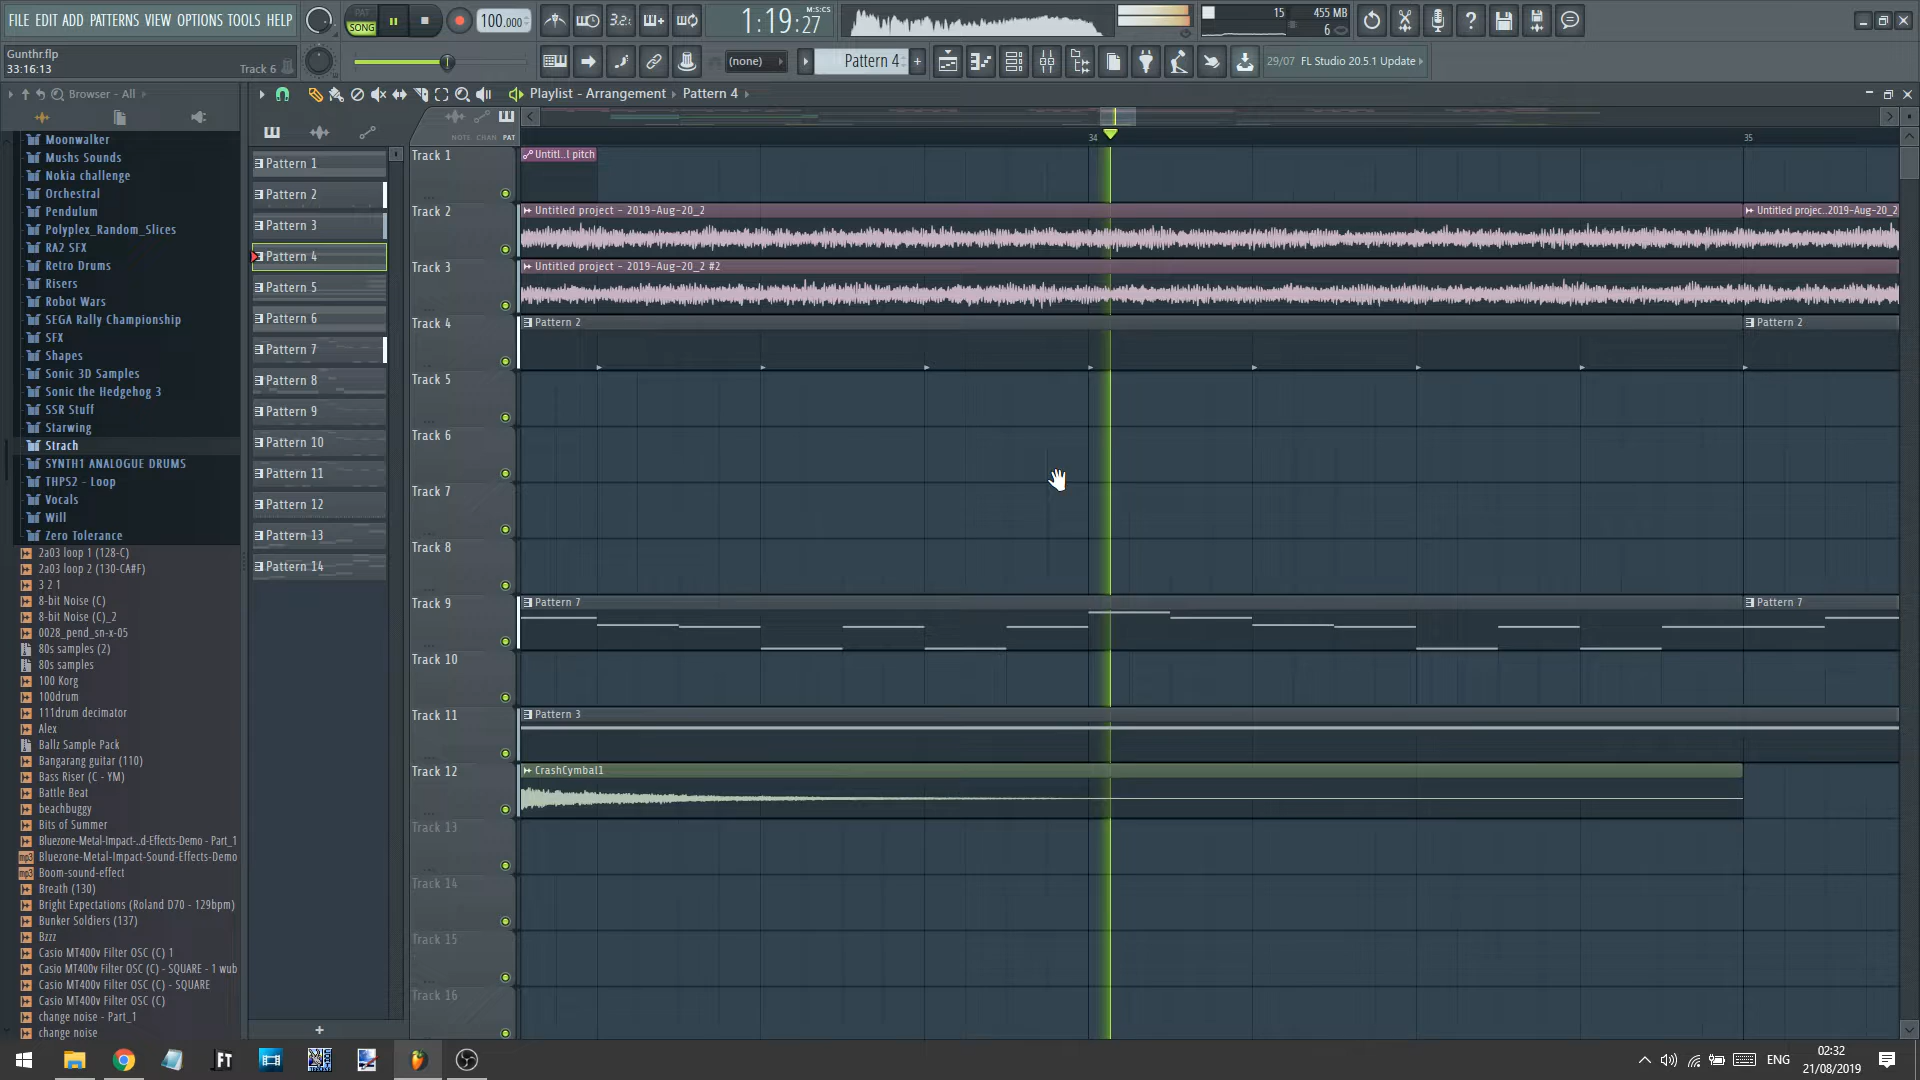 FILE EDIT ADD PATTERNS VIEW OPTIONS TOOLS HELP
PAT
SONG
100.000
3.2.
M:S:CS
1:19:27
15
455 MB
6
Gunthr.flp
33:16:13
Track 6
(none)
Pattern 4
29/07 FL Studio 20.5.1 Update
Browser - All
Playlist - Arrangement
Pattern 4
NOTE CHAN PAT
34
35
Moonwalker
Mushs Sounds
Nokia challenge
Orchestral
Pendulum
Polyplex_Random_Slices
RA2 SFX
Retro Drums
Risers
Robot Wars
SEGA Rally Championship
SFX
Shapes
Sonic 3D Samples
Sonic the Hedgehog 3
SSR Stuff
Starwing
Strach
SYNTH1 ANALOGUE DRUMS
THPS2 - Loop
Vocals
Will
Zero Tolerance
2a03 loop 1 (128-C)
2a03 loop 2 (130-CA#F)
3 2 1
8-bit Noise (C)
8-bit Noise (C)_2
0028_pend_sn-x-05
80s samples (2)
80s samples
100 Korg
100drum
111drum decimator
Alex
Ballz Sample Pack
Bangarang guitar (110)
Bass Riser (C - YM)
Battle Beat
beachbuggy
Bits of Summer
Bluezone-Metal-Impact-..d-Effects-Demo - Part_1
mp3 Bluezone-Metal-Impact-Sound-Effects-Demo
mp3 Boom-sound-effect
Breath (130)
Bright Expectations (Roland D70 - 129bpm)
Bunker Soldiers (137)
Bzzz
Casio MT400v Filter OSC (C) 1
Casio MT400v Filter OSC (C) - SQUARE - 1 wub
Casio MT400v Filter OSC (C) - SQUARE
Casio MT400v Filter OSC (C)
change noise - Part_1
change noise
Pattern 1
Pattern 2
Pattern 3
Pattern 4
Pattern 5
Pattern 6
Pattern 7
Pattern 8
Pattern 9
Pattern 10
Pattern 11
Pattern 12
Pattern 13
Pattern 14
+
Track 1
Untitl..l pitch
Track 2
Untitled project - 2019-Aug-20_2
Untitled projec..2019-Aug-20_2
Track 3
Untitled project - 2019-Aug-20_2 #2
Track 4
Pattern 2
Pattern 2
Track 5
Track 6
Track 7
Track 8
Track 9
Pattern 7
Pattern 7
Track 10
Track 11
Pattern 3
Track 12
CrashCymbal1
Track 13
Track 14
Track 15
Track 16
FT
ENG
02:32
21/08/2019